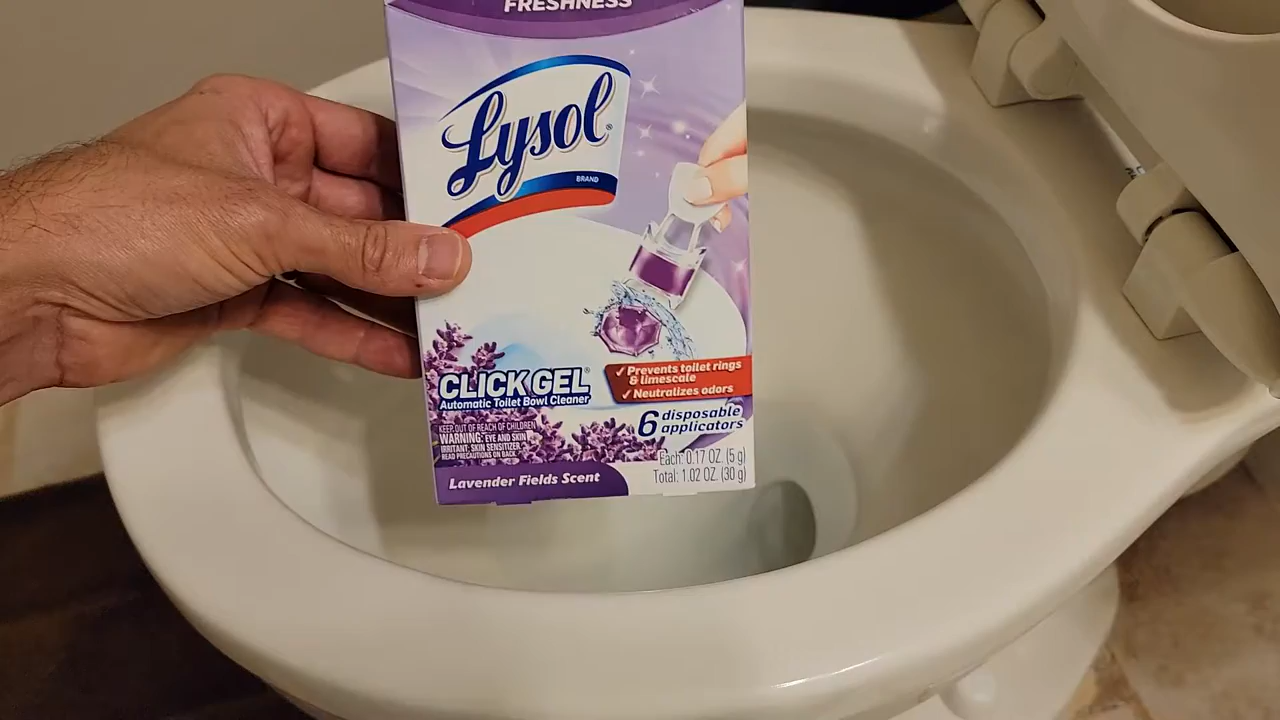 FRESHNESS
Lysol®
BRAND
CLICK GEL®
Automatic Toilet Bowl Cleaner
✓ Prevents toilet rings
& limescale
✓ Neutralizes odors
6 disposable
applicators
KEEP OUT OF REACH OF CHILDREN
WARNING: EYE AND SKIN
IRRITANT; SKIN SENSITIZER.
READ PRECAUTIONS ON BACK.
Each: 0.17 OZ. (5 g)
Total: 1.02 OZ. (30 g)
Lavender Fields Scent